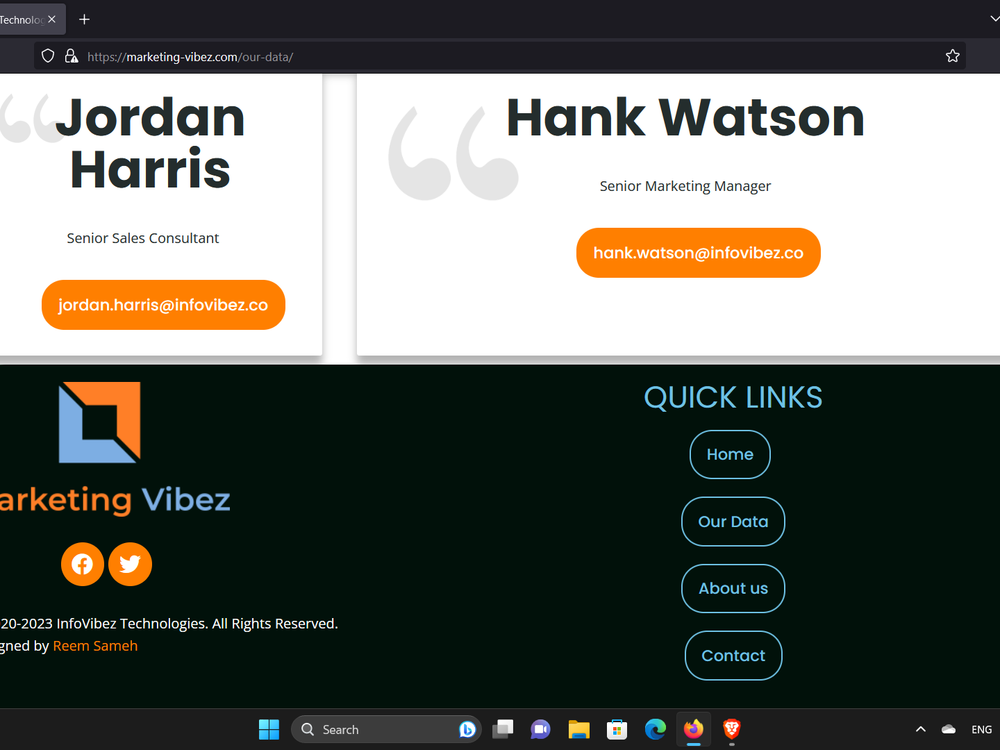 Technolog
https://marketing-vibez.com/our-data/
Jordan
Harris
Senior Sales Consultant
jordan.harris@infovibez.co
Hank Watson
Senior Marketing Manager
hank.watson@infovibez.co
arketing Vibez
20-2023 InfoVibez Technologies. All Rights Reserved.
gned by Reem Sameh
QUICK LINKS
Home
Our Data
About us
Contact
Search
ENG